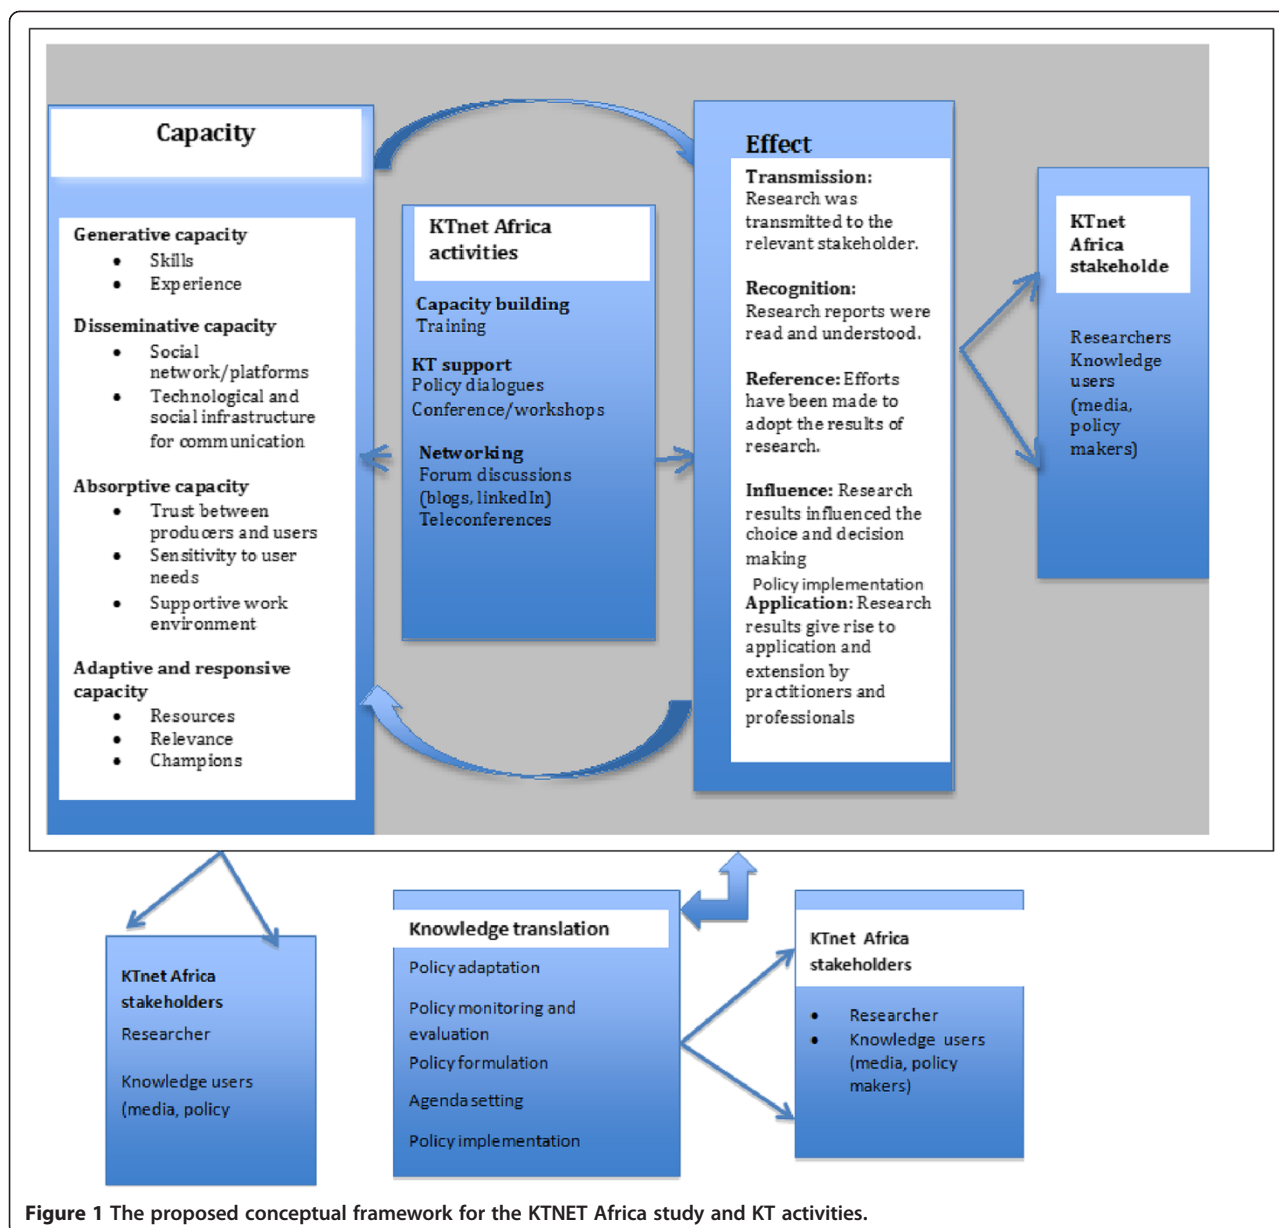 Capacity
Generative capacity
• Skills
• Experience
Disseminative capacity
• Social
network/platforms
• Technological and
social infrastructure
for communication
Absorptive capacity
• Trust between
producers and users
• Sensitivity to user
needs
• Supportive work
environment
Adaptive and responsive
capacity
• Resources
• Relevance
• Champions
KTnet Africa
activities
Capacity building
Training
KT support
Policy dialogues
Conference/workshops
Networking
Forum discussions
(blogs, linkedIn)
Teleconferences
Effect
Transmission:
Research was
transmitted to the
relevant stakeholder.
Recognition:
Research reports were
read and understood.
Reference: Efforts
have been made to
adopt the results of
research.
Influence: Research
results influenced the
choice and decision
making
Policy implementation
Application: Research
results give rise to
application and
extension by
practitioners and
professionals
KTnet
Africa
stakeholde
Researchers
Knowledge
users
(media,
policy
makers)
KTnet Africa
stakeholders
Researcher
Knowledge users
(media, policy
Knowledge translation
Policy adaptation
Policy monitoring and
evaluation
Policy formulation
Agenda setting
Policy implementation
KTnet Africa
stakeholders
• Researcher
• Knowledge users
(media, policy
makers)
Figure 1 The proposed conceptual framework for the KTNET Africa study and KT activities.